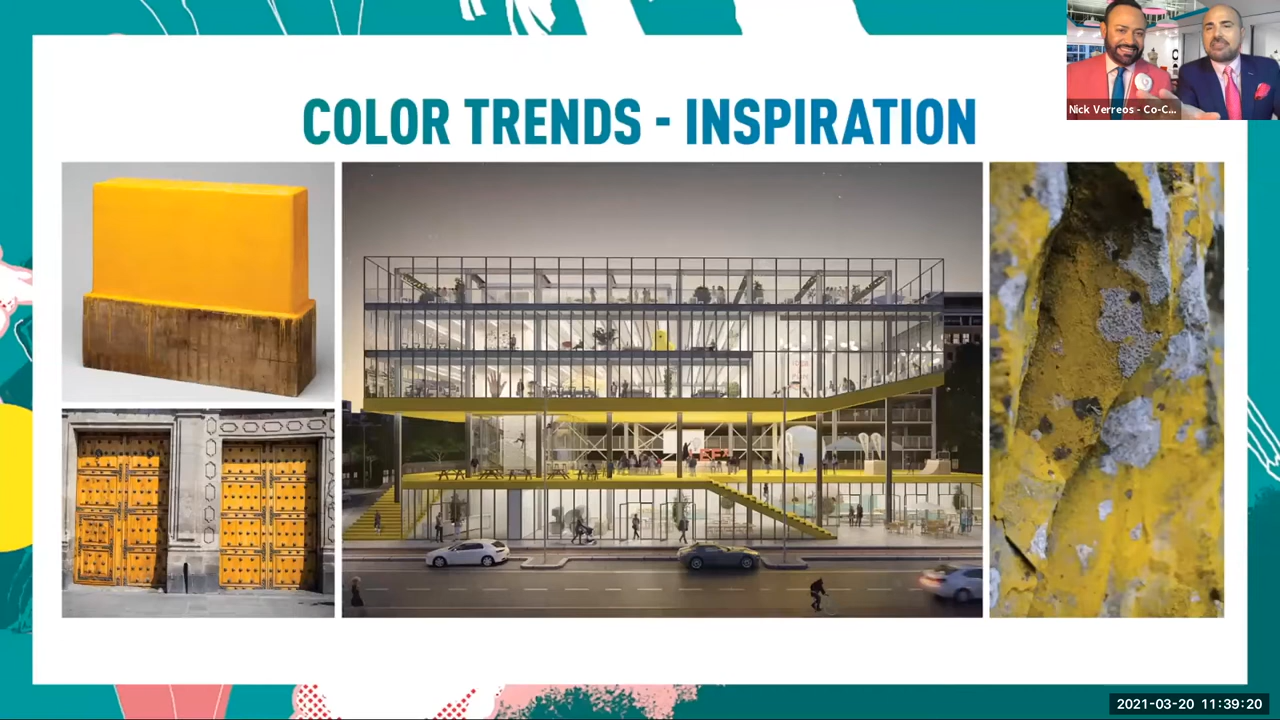 COLOR TRENDS - INSPIRATION
Nick Verreos - Co-C...
2021-03-20 11:39:20